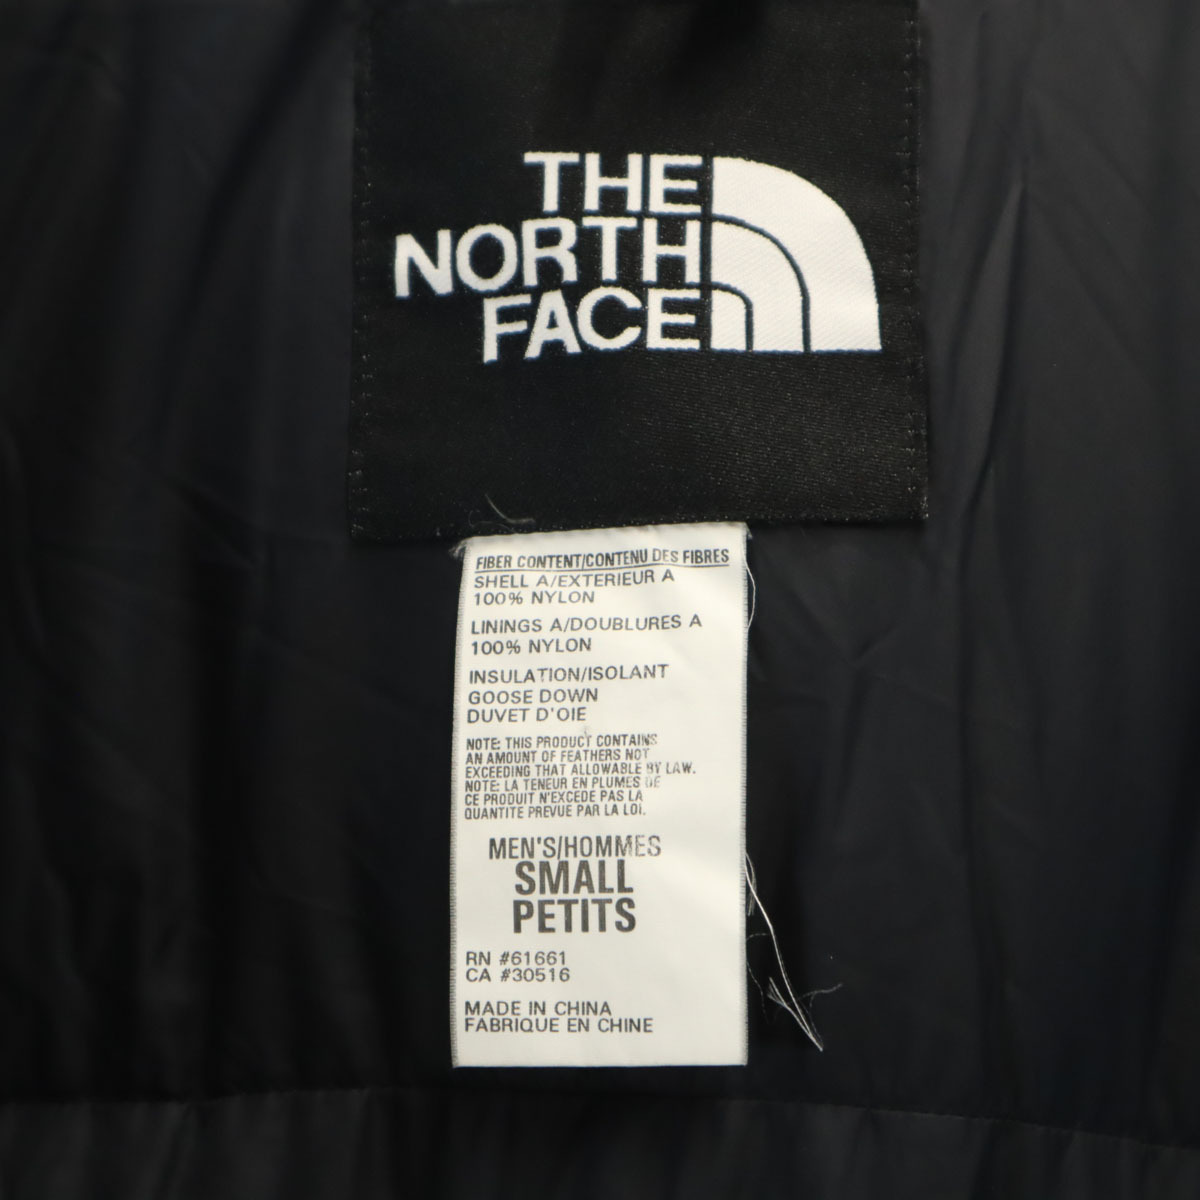 THE
NORTH
FACE
FIBER CONTENT/CONTENU DES FIBRES
SHELL A/EXTERIEUR A
100% NYLON
LININGS A/DOUBLURES A
100% NYLON
INSULATION/ISOLANT
GOOSE DOWN
DUVET D'OIE
NOTE: THIS PRODUCT CONTAINS
AN AMOUNT OF FEATHERS NOT
EXCEEDING THAT ALLOWABLE BY LAW.
NOTE: LA TENEUR EN PLUMES DE
CE PRODUIT N'EXCEDE PAS LA
QUANTITE PREVUE PAR LA LOI.
MEN'S/HOMMES
SMALL
PETITS
RN #61661
CA #30516
MADE IN CHINA
FABRIQUE EN CHINE